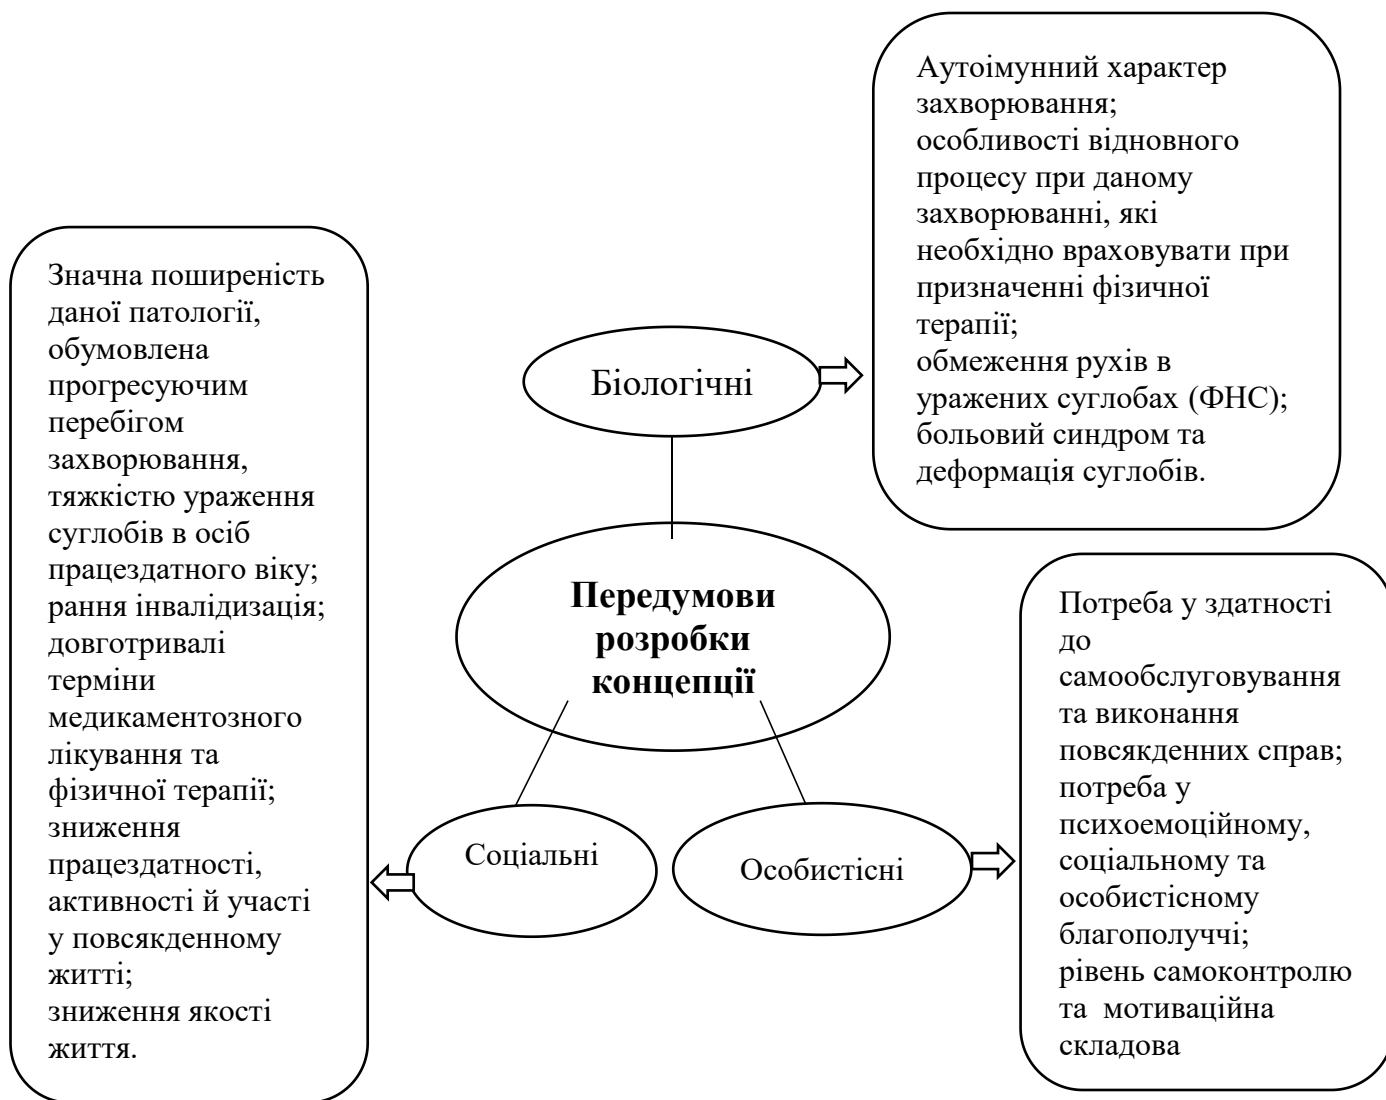 Аутоімунний характер
захворювання;
особливості відновного
процесу при даному
захворюванні, які
необхідно враховувати при
призначенні фізичної
терапії;
обмеження рухів в
уражених суглобах (ФНС);
больовий синдром та
деформація суглобів.
Біологічні
Значна поширеність
даної патології,
обумовлена
прогресуючим
перебігом
захворювання,
тяжкістю ураження
суглобів в осіб
працездатного віку;
рання інвалідизація;
довготривалі
терміни
медикаментозного
лікування та
фізичної терапії;
зниження
працездатності,
активності й участі
у повсякденному
житті;
зниження якості
життя.
Передумови
розробки
концепції
Соціальні
Особистісні
Потреба у здатності
до
самообслуговування
та виконання
повсякденних справ;
потреба у
психоемоційному,
соціальному та
особистісному
благополуччі;
рівень самоконтролю
та мотиваційна
складова